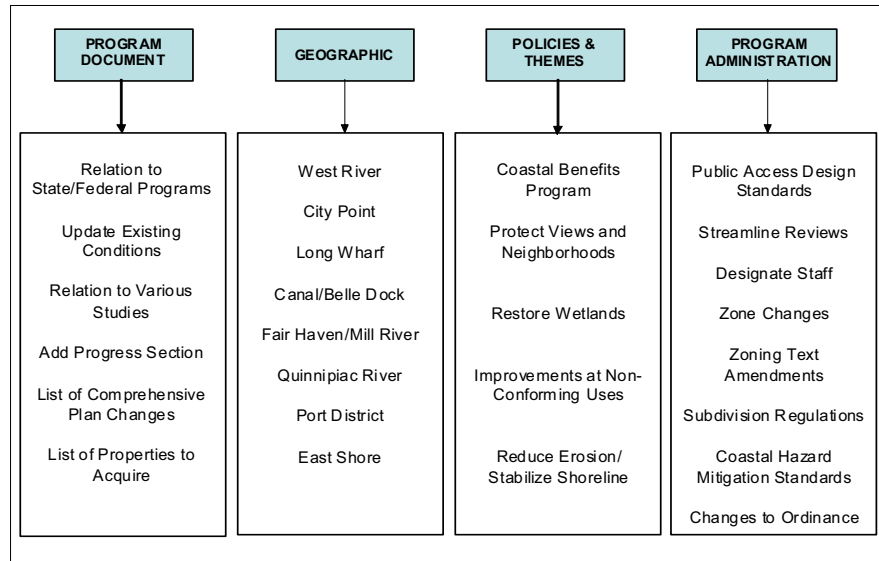 PROGRAM
DOCUMENT
Relation to
State/Federal Programs
Update Existing
Conditions
Relation to Various
Studies
Add Progress Section
List of Comprehensive
Plan Changes
List of Properties to
Acquire
GEOGRAPHIC
West River
City Point
Long Wharf
Canal/Belle Dock
Fair Haven/Mill River
Quinnipiac River
Port District
East Shore
POLICIES &
THEMES
Coastal Benefits
Program
Protect Views and
Neighborhoods
Restore Wetlands
Improvements at Non-
Conforming Uses
Reduce Erosion/
Stabilize Shoreline
PROGRAM
ADMINISTRATION
Public Access Design
Standards
Streamline Reviews
Designate Staff
Zone Changes
Zoning Text
Amendments
Subdivision Regulations
Coastal Hazard
Mitigation Standards
Changes to Ordinance